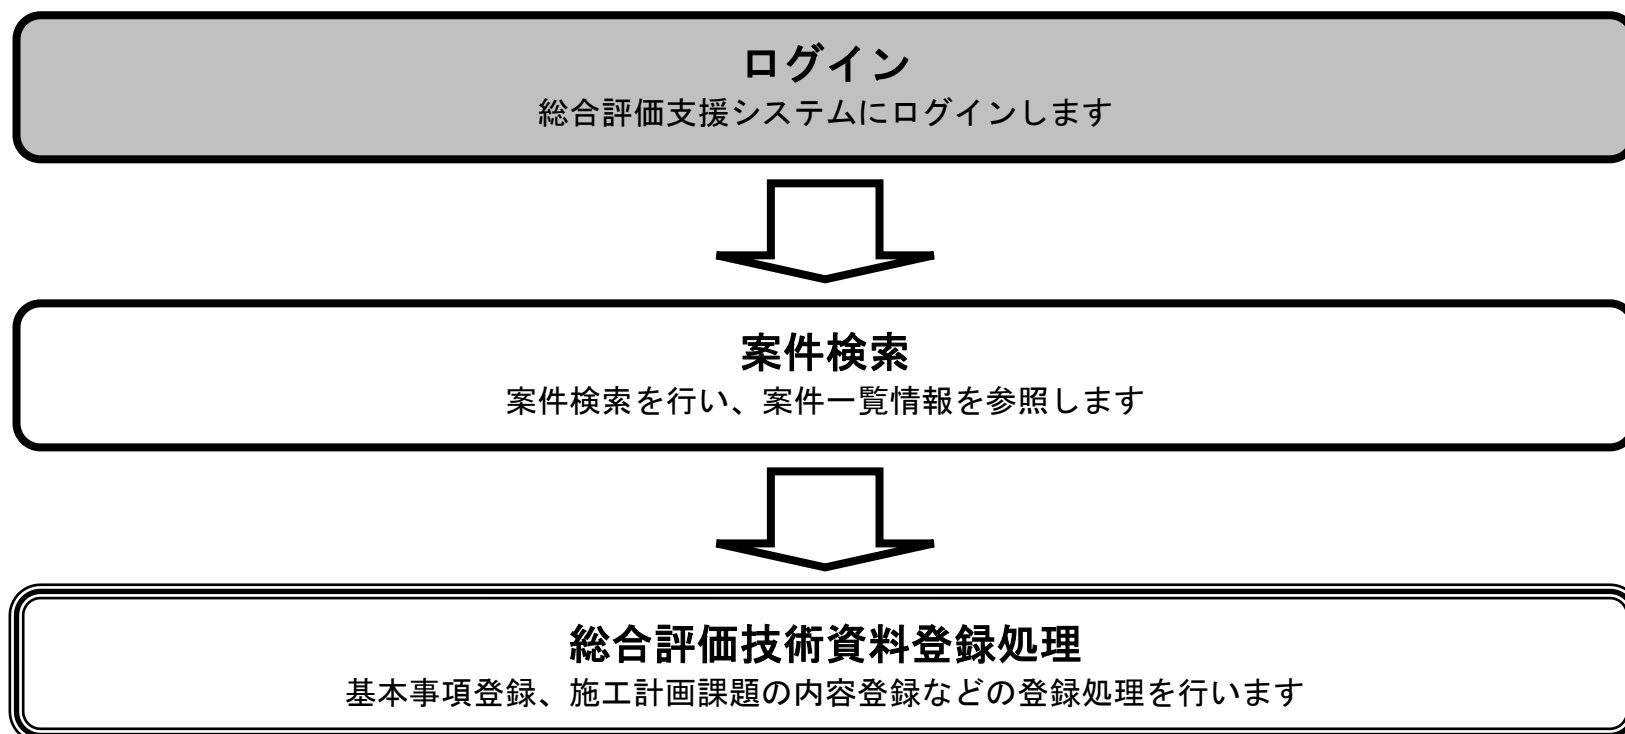 ログイン
総合評価支援システムにログインします
案件検索
案件検索を行い、案件一覧情報を参照します
総合評価技術資料登録処理
基本事項登録、施工計画課題の内容登録などの登録処理を行います